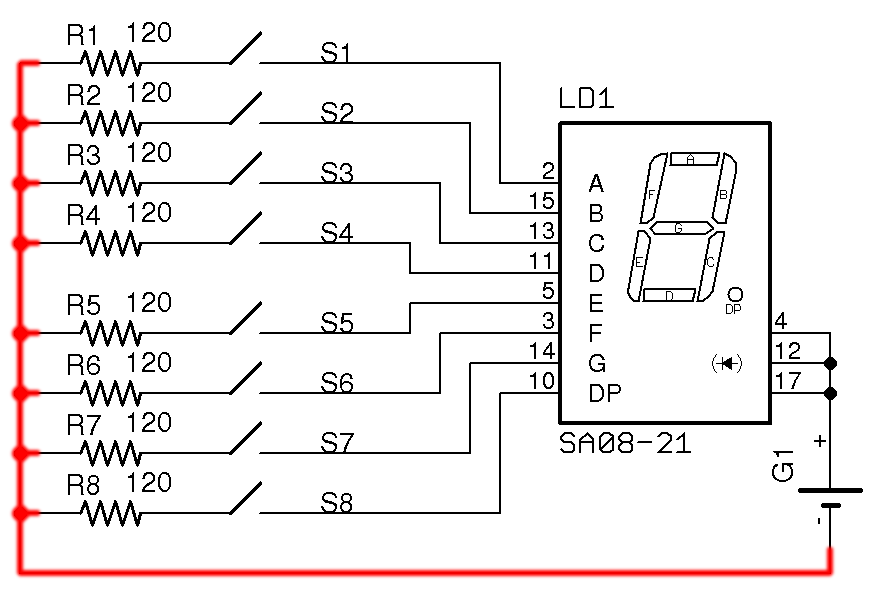 R1 120
S1
R2 120
S2
R3 120
S3
R4 120
S4
R5 120
S5
R6 120
S6
R7 120
S7
R8 120
S8
LD1
2 A
15 B
13 C
11 D
5 E
3 F
14 G
10 DP
A
F B
G
E C
D
DP
4
12
17
SA08-21
G1
+
-